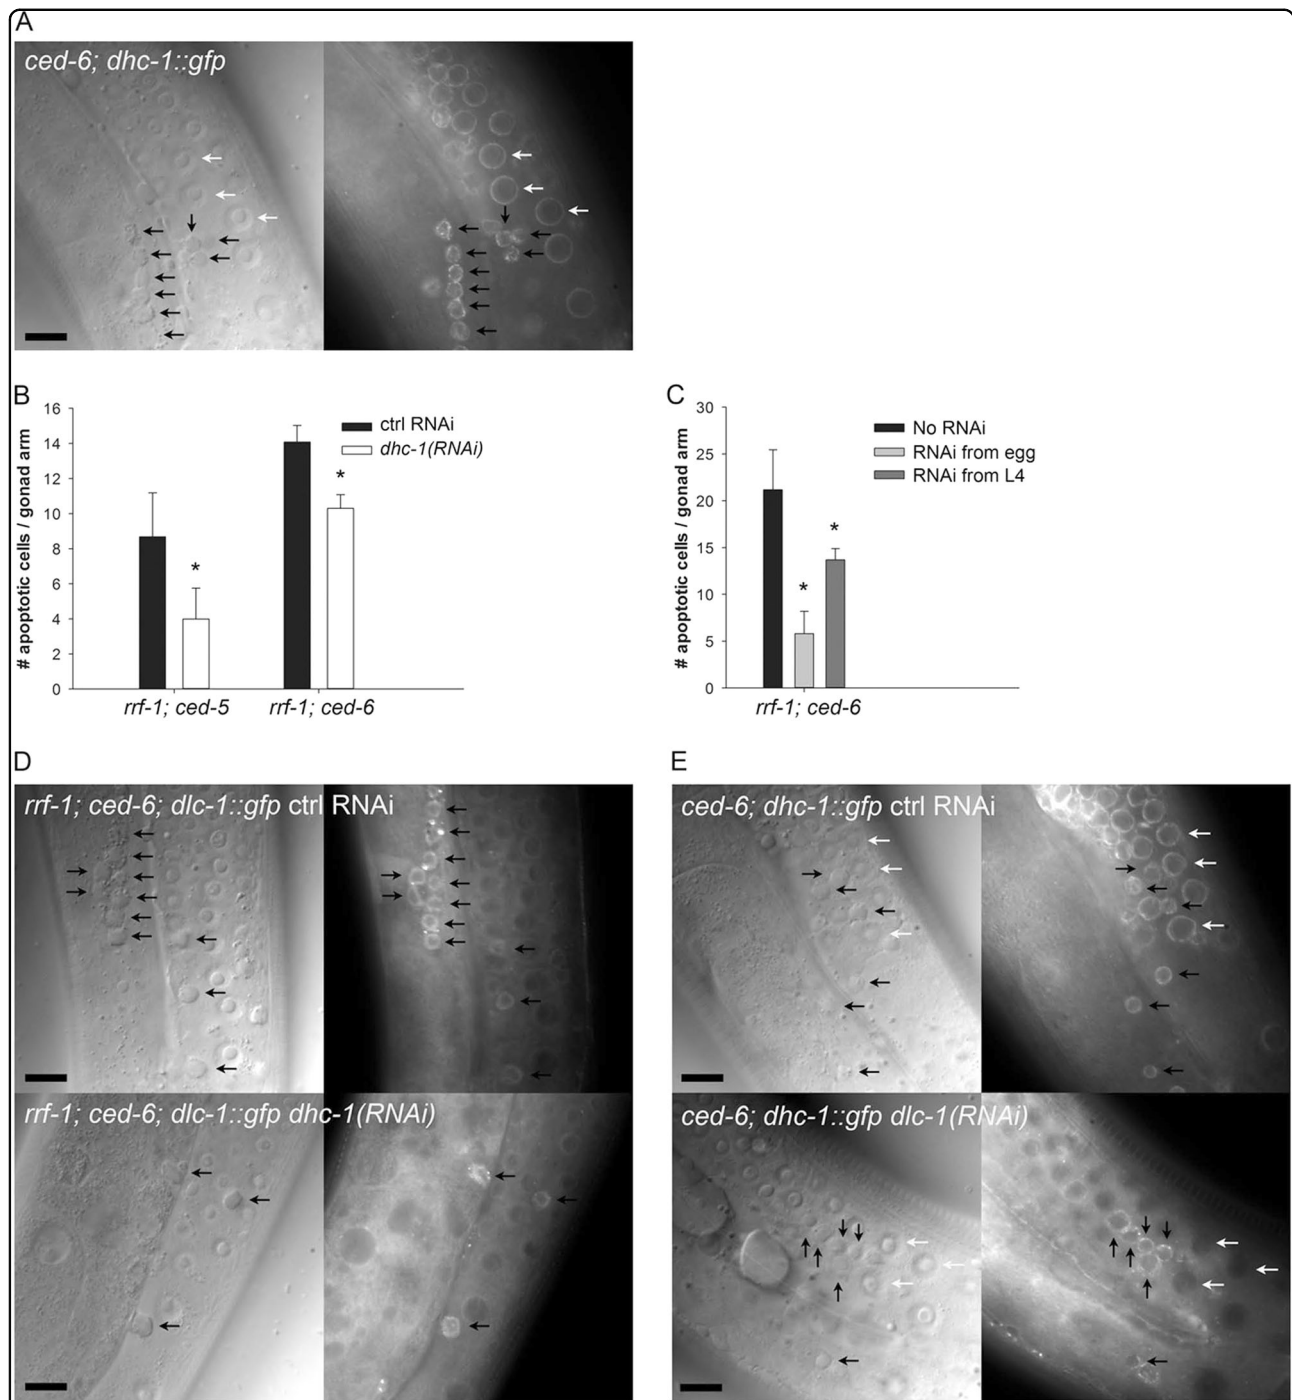 A
ced-6; dhc-1::gfp
B
# apoptotic cells / gonad arm
16
14
12
10
8
6
4
2
0
ctrl RNAi
dhc-1(RNAi)
*
*
rrf-1; ced-5
rrf-1; ced-6
C
# apoptotic cells / gonad arm
30
25
20
15
10
5
0
No RNAi
RNAi from egg
RNAi from L4
*
*
rrf-1; ced-6
D
rrf-1; ced-6; dlc-1::gfp ctrl RNAi
rrf-1; ced-6; dlc-1::gfp dhc-1(RNAi)
E
ced-6; dhc-1::gfp ctrl RNAi
ced-6; dhc-1::gfp dlc-1(RNAi)